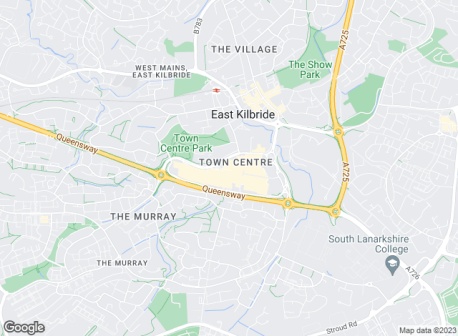 B783
THE VILLAGE
A725
The Show
Park
WEST MAINS,
EAST KILBRIDE
East Kilbride
Queensway
Town
Centre Park
TOWN CENTRE
A725
Queensway
THE MURRAY
South Lanarkshire
College
THE MURRAY
A726
Stroud Rd
Google
Map data ©2023